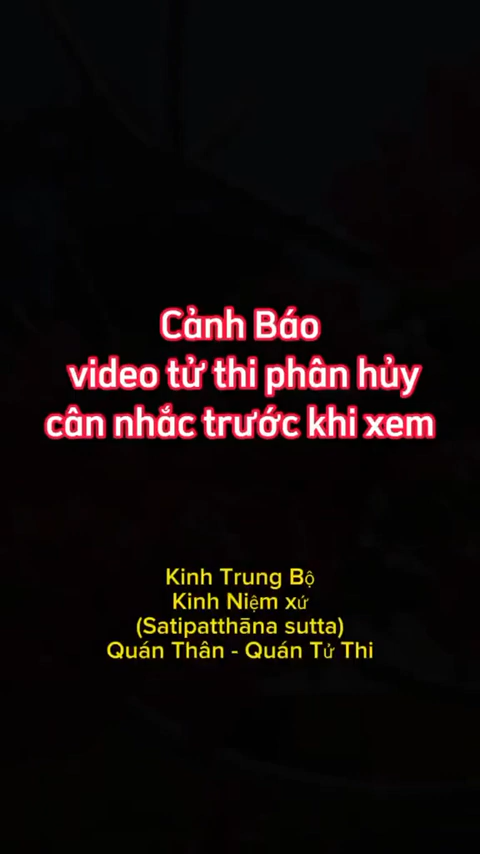 Cảnh Báo
video tử thi phân hủy
cân nhắc trước khi xem
Kinh Trung Bộ
Kinh Niệm xứ
(Satipatthāna sutta)
Quán Thân - Quán Tử Thi